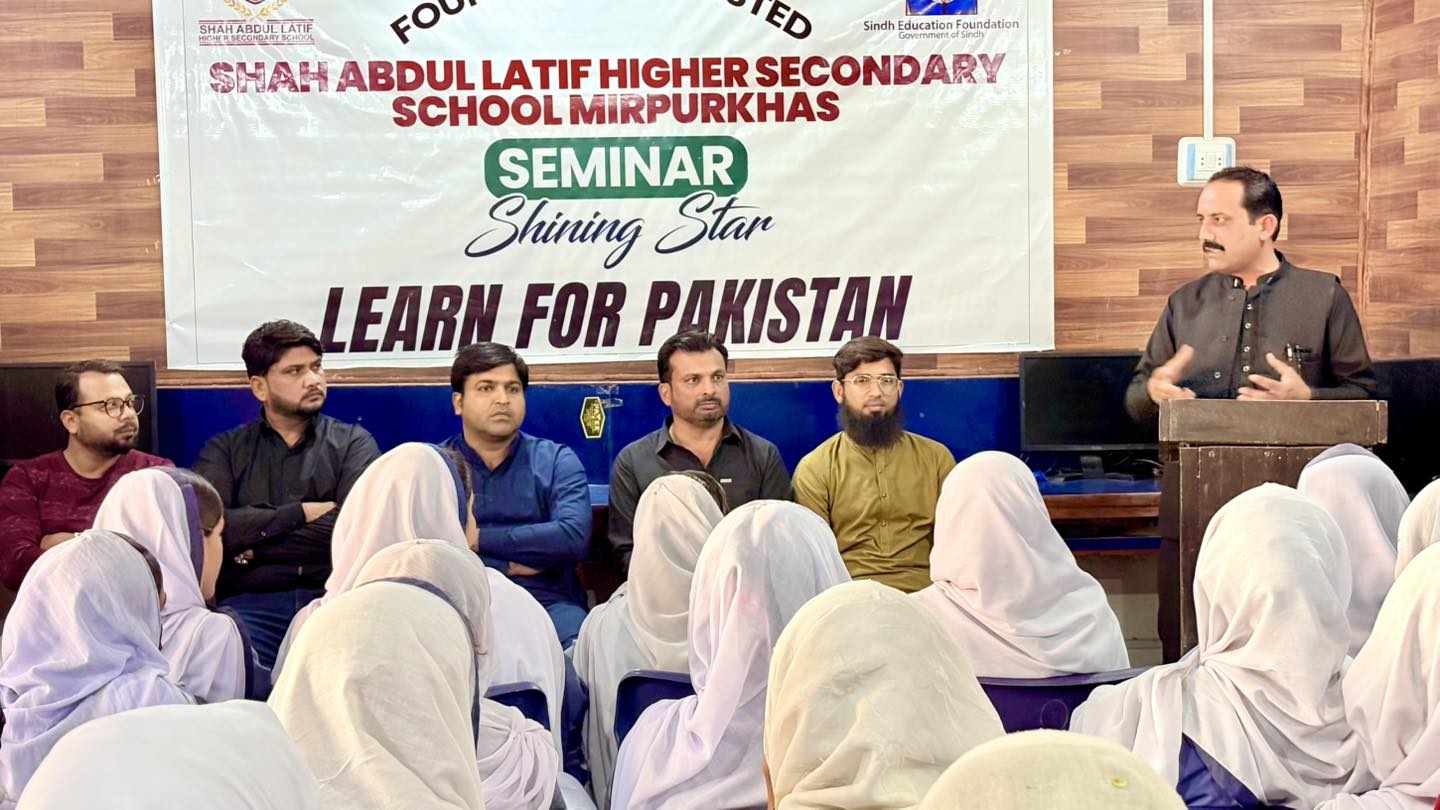 SHAH ABDUL LATIF
HIGHER SECONDARY SCHOOL
Sindh Education Foundation
Government of Sindh
SHAH ABDUL LATIF HIGHER SECONDARY
SCHOOL MIRPURKHAS
SEMINAR
Shining Star
LEARN FOR PAKISTAN